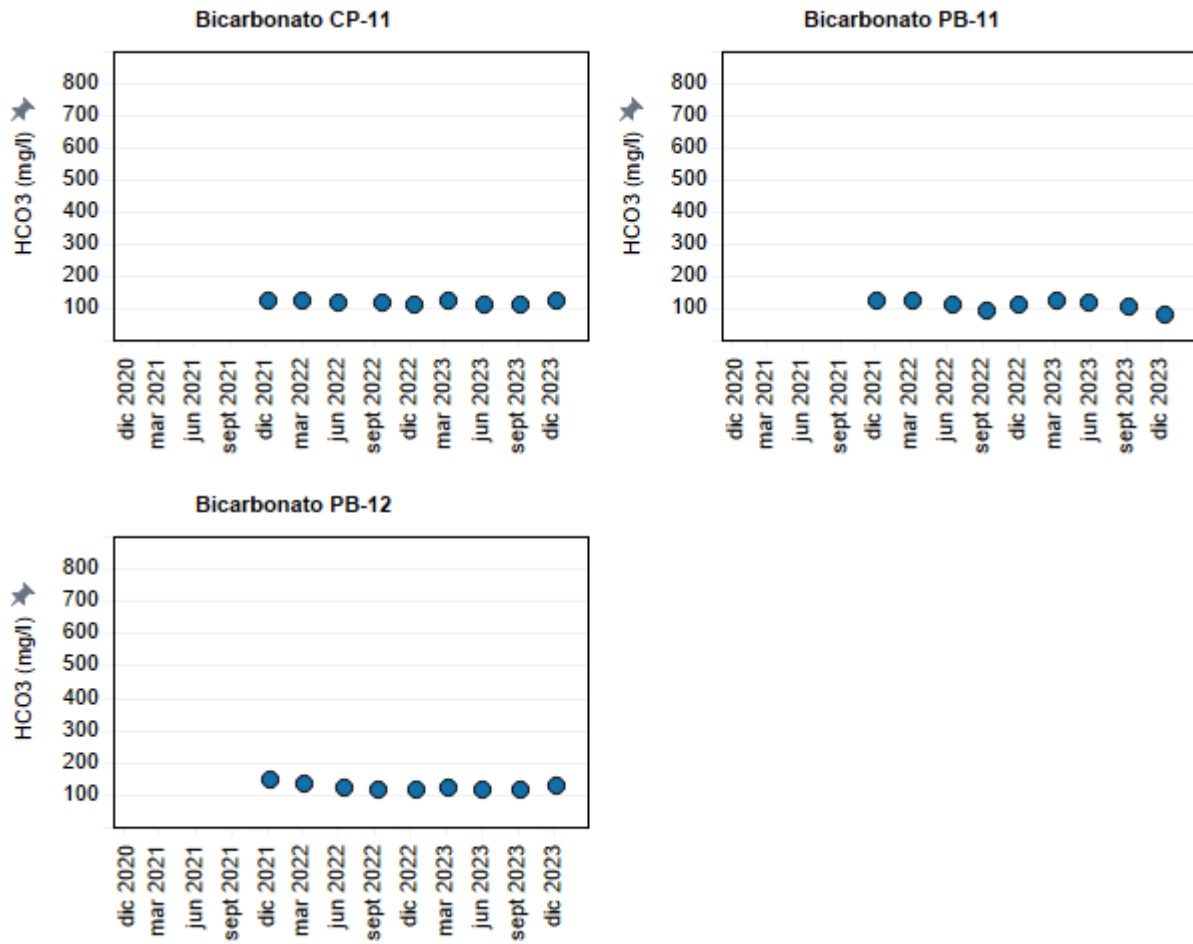 Bicarbonato CP-11
HCO3 (mg/l)
800
700
600
500
400
300
200
100
dic 2020
mar 2021
jun 2021
sept 2021
dic 2021
mar 2022
jun 2022
sept 2022
dic 2022
mar 2023
jun 2023
sept 2023
dic 2023
Bicarbonato PB-11
HCO3 (mg/l)
800
700
600
500
400
300
200
100
dic 2020
mar 2021
jun 2021
sept 2021
dic 2021
mar 2022
jun 2022
sept 2022
dic 2022
mar 2023
jun 2023
sept 2023
dic 2023
Bicarbonato PB-12
HCO3 (mg/l)
800
700
600
500
400
300
200
100
dic 2020
mar 2021
jun 2021
sept 2021
dic 2021
mar 2022
jun 2022
sept 2022
dic 2022
mar 2023
jun 2023
sept 2023
dic 2023